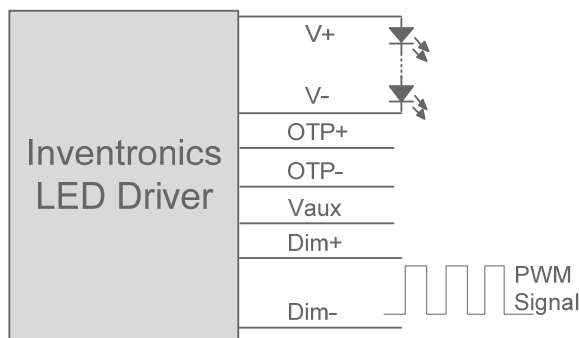 V+
V-
Inventronics
LED Driver
OTP+
OTP-
Vaux
Dim+
Dim-
PWM
Signal